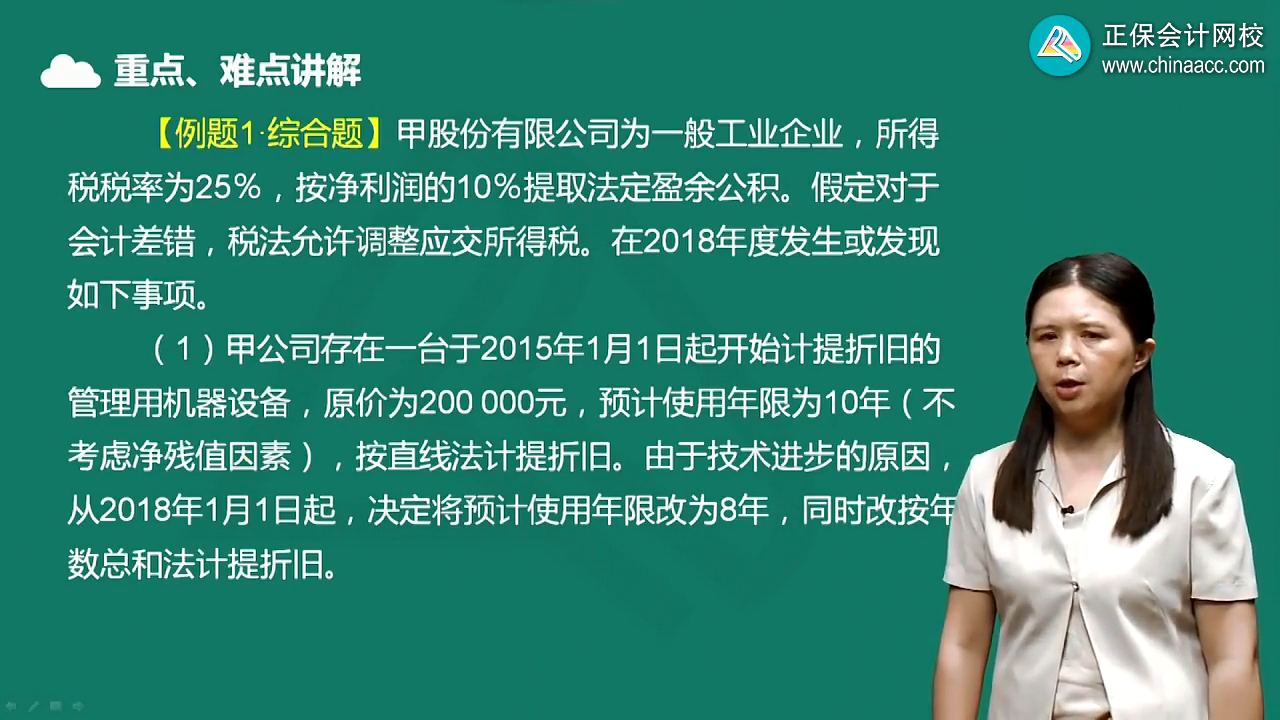 正保会计网校
www.chinaacc.com
重点、难点讲解
【例题1·综合题】甲股份有限公司为一般工业企业，所得
税税率为25%，按净利润的10%提取法定盈余公积。假定对于
会计差错，税法允许调整应交所得税。在2018年度发生或发现
如下事项。
（1）甲公司存在一台于2015年1月1日起开始计提折旧的
管理用机器设备，原价为200 000元，预计使用年限为10年（不
考虑净残值因素），按直线法计提折旧。由于技术进步的原因，
从2018年1月1日起，决定将预计使用年限改为8年，同时改按年
数总和法计提折旧。